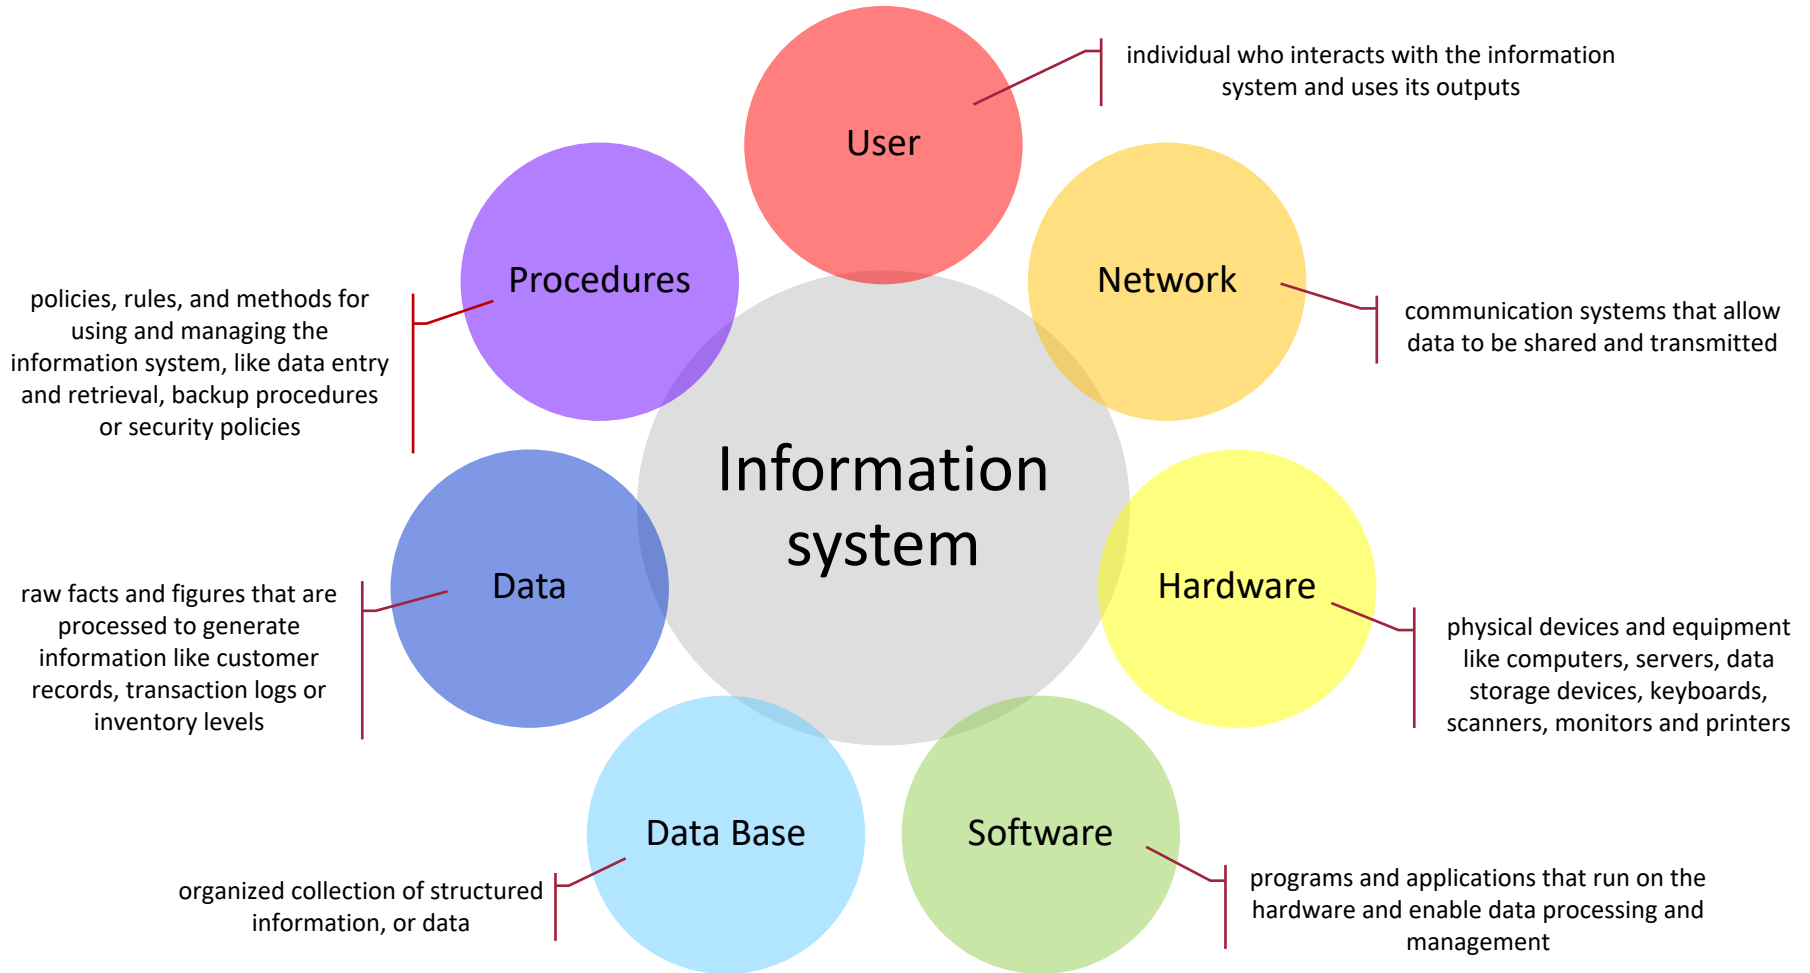 individual who interacts with the information
system and uses its outputs
User
Procedures
Network
policies, rules, and methods for
using and managing the
information system, like data entry
and retrieval, backup procedures
or security policies
communication systems that allow
data to be shared and transmitted
Information
system
Data
Hardware
raw facts and figures that are
processed to generate
information like customer
records, transaction logs or
inventory levels
physical devices and equipment
like computers, servers, data
storage devices, keyboards,
scanners, monitors and printers
Data Base
Software
organized collection of structured
information, or data
programs and applications that run on the
hardware and enable data processing and
management